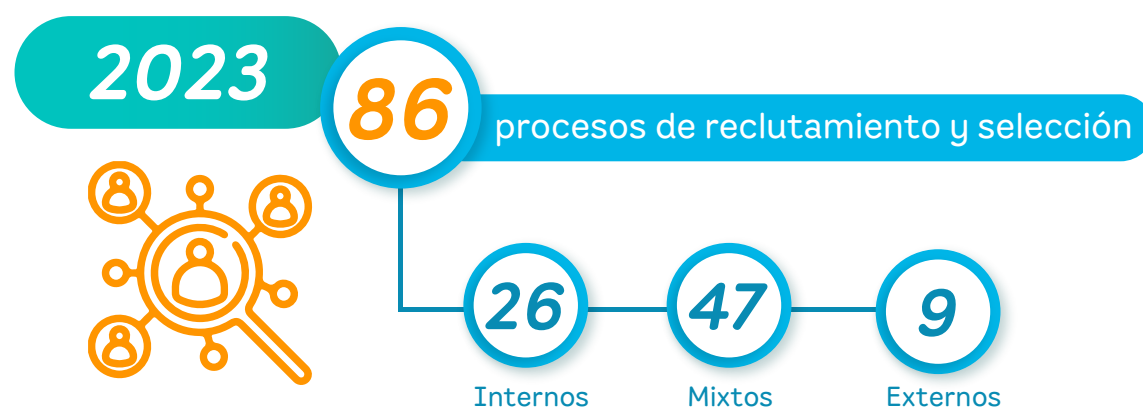 2023
86
procesos de reclutamiento y selección
26
47
9
Internos
Mixtos
Externos